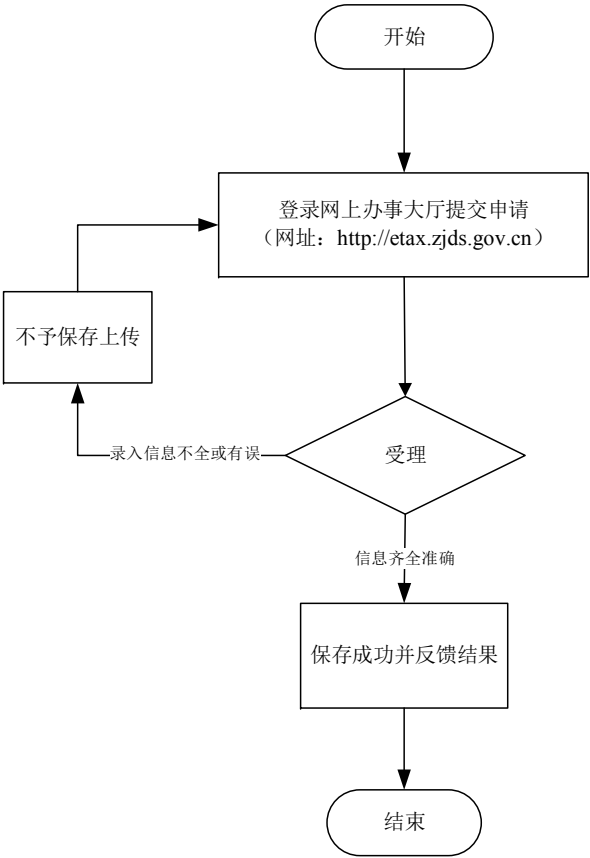 开始
登录网上办事大厅提交申请
（网址：http://etax.zjds.gov.cn）
不予保存上传
录入信息不全或有误
受理
信息齐全准确
保存成功并反馈结果
结束